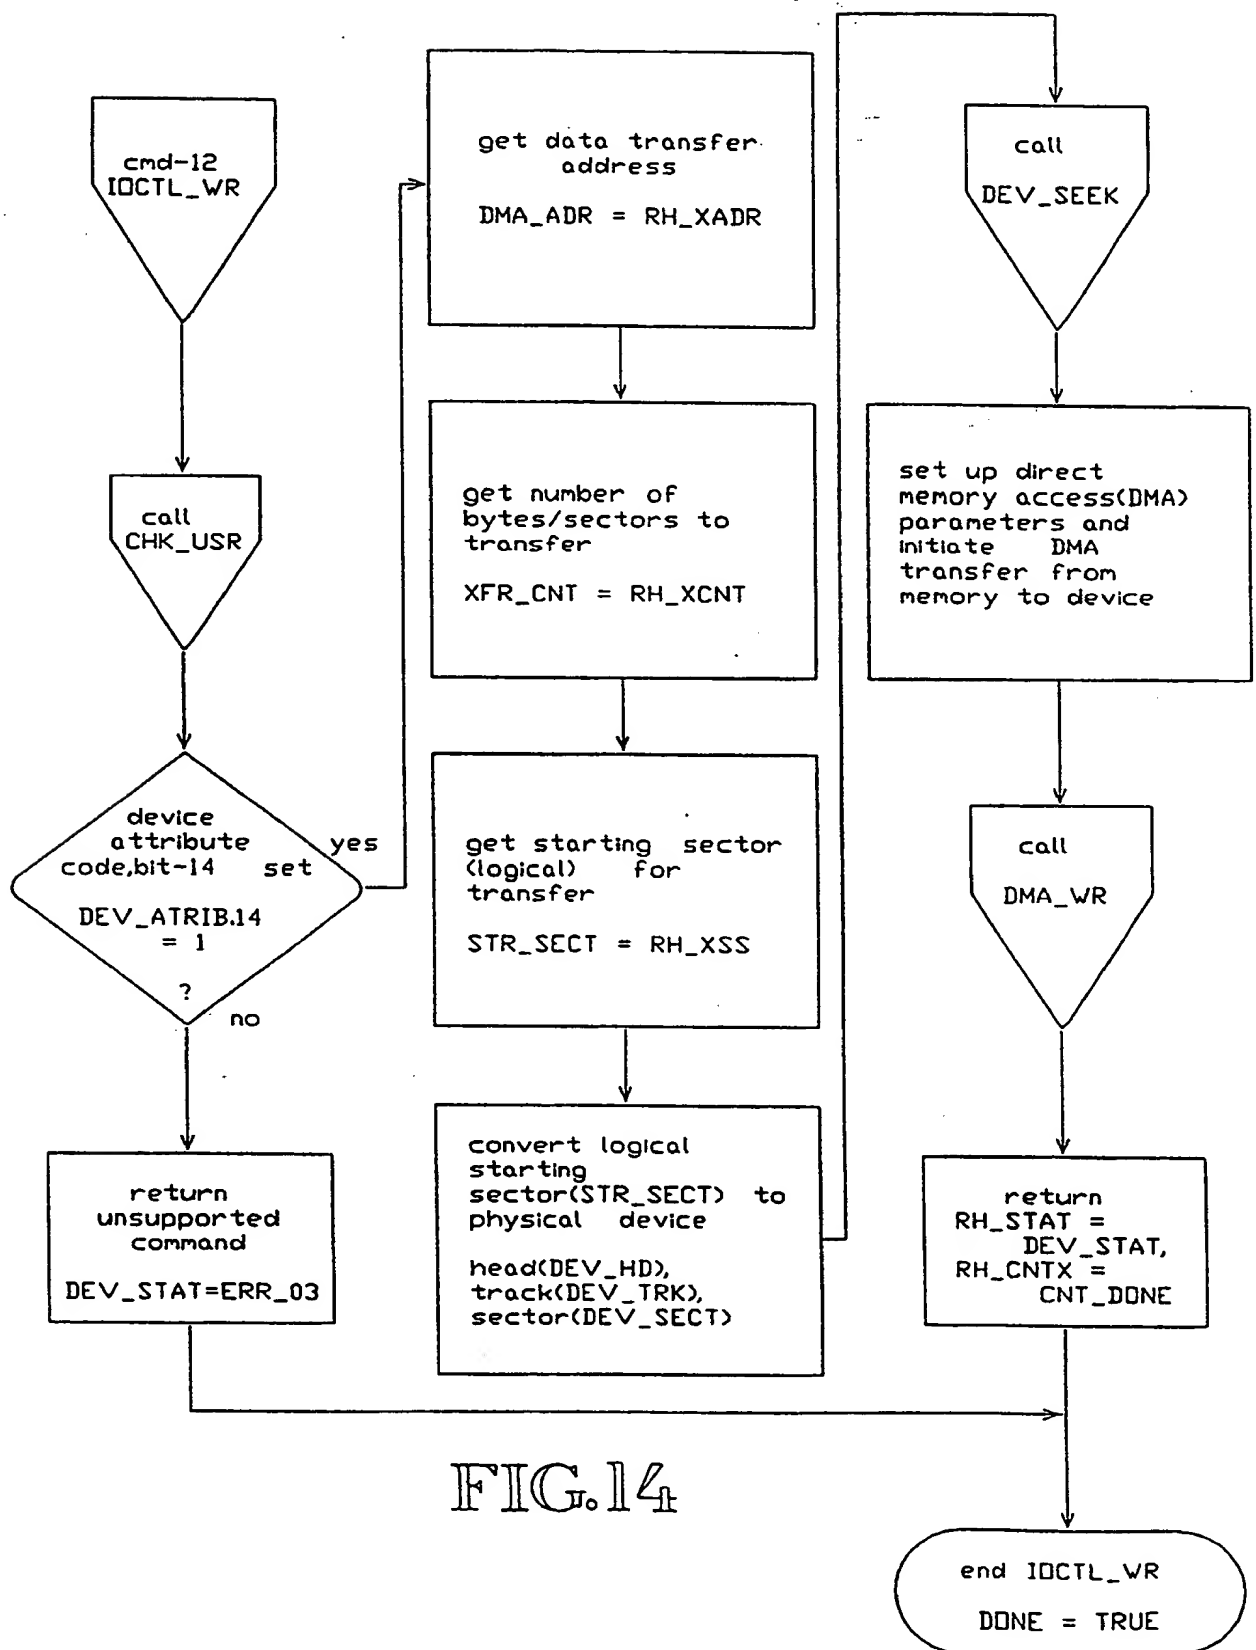 cmd-12
IOCTL_WR
call
CHK_USR
device
attribute
code,bit-14 set
DEV_ATRIB.14
= 1
?
yes
no
return
unsupported
command
DEV_STAT=ERR_03
get data transfer
address
DMA_ADR = RH_XADR
get number of
bytes/sectors to
transfer
XFR_CNT = RH_XCNT
get starting sector
(logical) for
transfer
STR_SECT = RH_XSS
convert logical
starting
sector(STR_SECT) to
physical device
head(DEV_HD),
track(DEV_TRK),
sector(DEV_SECT)
call
DEV_SEEK
set up direct
memory access(DMA)
parameters and
initiate DMA
transfer from
memory to device
call
DMA_WR
return
RH_STAT =
DEV_STAT,
RH_CNTX =
CNT_DONE
end IOCTL_WR
DONE = TRUE
FIG.14